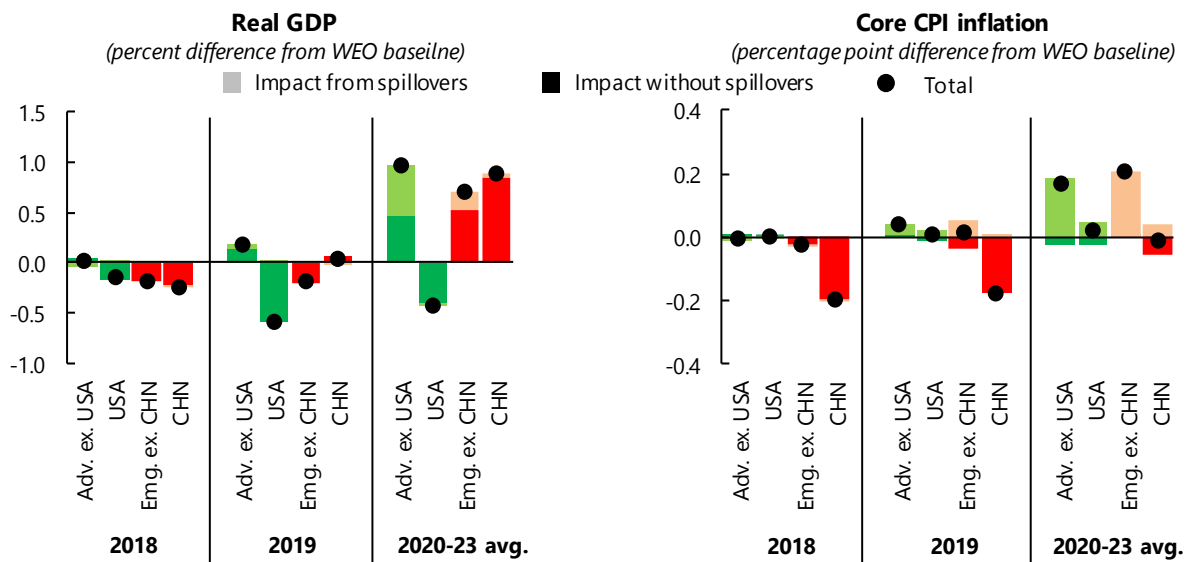 Real GDP
(percent difference from WEO baseilne)
Core CPI inflation
(percentage point difference from WEO baseline)
Impact from spillovers
Impact without spillovers
Total
1.5
1.0
0.5
0.0
-0.5
-1.0
Adv. ex. USA
USA
Emg. ex. CHN
CHN
Adv. ex. USA
USA
Emg. ex. CHN
CHN
Adv. ex. USA
USA
Emg. ex CHN
CHN
2018
2019
2020-23 avg.
0.4
0.2
0.0
-0.2
-0.4
Adv. ex. USA
USA
Emg. ex. CHN
CHN
Adv. ex. USA
USA
Emg. ex CHN
CHN
Adv. ex. USA
USA
Emg. ex. CHN
CHN
2018
2019
2020-23 avg.